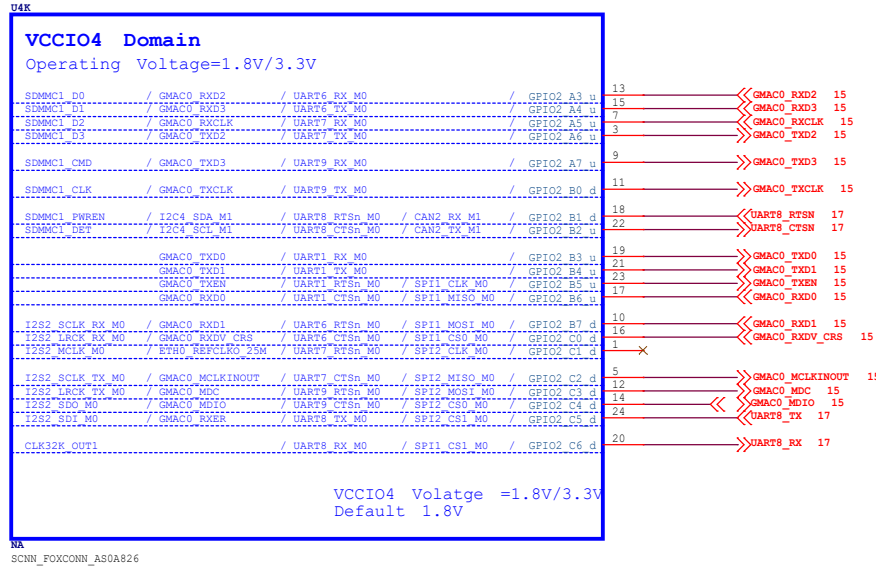 U4K
VCCIO4 Domain
Operating Voltage=1.8V/3.3V
SDMMC1_D0 / GMAC0_RXD2 / UART6_RX_M0 / GPIO2_A3_u 13 GMAC0_RXD2 15
SDMMC1_D1 / GMAC0_RXD3 / UART6_TX_M0 / GPIO2_A4_u 15 GMAC0_RXD3 15
SDMMC1_D2 / GMAC0_RXCLK / UART7_RX_M0 / GPIO2_A5_u 7 GMAC0_RXCLK 15
SDMMC1_D3 / GMAC0_TXD2 / UART7_TX_M0 / GPIO2_A6_u 3 GMAC0_TXD2 15
SDMMC1_CMD / GMAC0_TXD3 / UART9_RX_M0 / GPIO2_A7_u 9 GMAC0_TXD3 15
SDMMC1_CLK / GMAC0_TXCLK / UART9_TX_M0 / GPIO2_B0_d 11 GMAC0_TXCLK 15
SDMMC1_PWREN / I2C4_SDA_M1 / UART8_RTSn_M0 / CAN2_RX_M1 / GPIO2_B1_d 18 UART8_RTSN 17
SDMMC1_DET / I2C4_SCL_M1 / UART8_CTSn_M0 / CAN2_TX_M1 / GPIO2_B2_u 22 UART8_CTSN 17
GMAC0_TXD0 / UART1_RX_M0 / GPIO2_B3_u 19 GMAC0_TXD0 15
GMAC0_TXD1 / UART1_TX_M0 / GPIO2_B4_u 21 GMAC0_TXD1 15
GMAC0_TXEN / UART1_RTSn_M0 / SPI1_CLK_M0 / GPIO2_B5_u 23 GMAC0_TXEN 15
GMAC0_RXD0 / UART1_CTSn_M0 / SPI1_MISO_M0 / GPIO2_B6_u 17 GMAC0_RXD0 15
I2S2_SCLK_RX_M0 / GMAC0_RXD1 / UART6_RTSn_M0 / SPI1_MOSI_M0 / GPIO2_B7_d 10 GMAC0_RXD1 15
I2S2_LRCK_RX_M0 / GMAC0_RXDV_CRS / UART6_CTSn_M0 / SPI1_CS0_M0 / GPIO2_C0_d 16 GMAC0_RXDV_CRS 15
I2S2_MCLK_M0 / ETH0_REFCLKO_25M / UART7_RTSn_M0 / SPI2_CLK_M0 / GPIO2_C1_d 1
I2S2_SCLK_TX_M0 / GMAC0_MCLKINOUT / UART7_CTSn_M0 / SPI2_MISO_M0 / GPIO2_C2_d 5 GMAC0_MCLKINOUT 15
I2S2_LRCK_TX_M0 / GMAC0_MDC / UART9_RTSn_M0 / SPI2_MOSI_M0 / GPIO2_C3_d 12 GMAC0_MDC 15
I2S2_SDO_M0 / GMAC0_MDIO / UART9_CTSn_M0 / SPI2_CS0_M0 / GPIO2_C4_d 14 GMAC0_MDIO 15
I2S2_SDI_M0 / GMAC0_RXER / UART8_TX_M0 / SPI2_CS1_M0 / GPIO2_C5_d 24 UART8_TX 17
CLK32K_OUT1 / UART8_RX_M0 / SPI1_CS1_M0 / GPIO2_C6_d 20 UART8_RX 17
VCCIO4 Volatge =1.8V/3.3V
Default 1.8V
NA
SCNN_FOXCONN_AS0A826